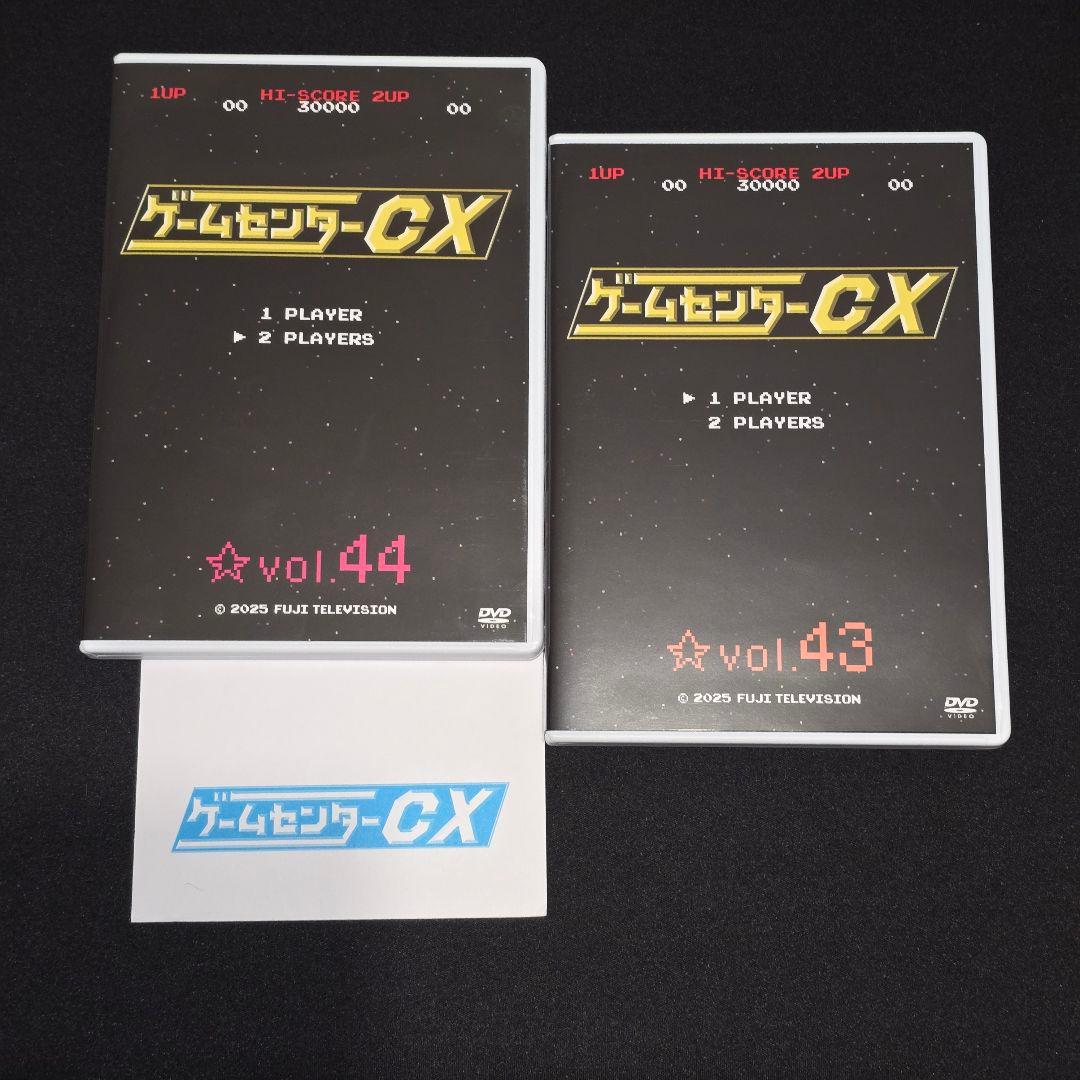 1UP HI-SCORE 2UP
00 30000 00
ゲームセンターCX
1 PLAYER
▶ 2 PLAYERS
☆vol.44
© 2025 FUJI TELEVISION
DVD
VIDEO
1UP HI-SCORE 2UP
00 30000 00
ゲームセンターCX
▶ 1 PLAYER
2 PLAYERS
☆vol.43
© 2025 FUJI TELEVISION
DVD
VIDEO
ゲームセンターCX